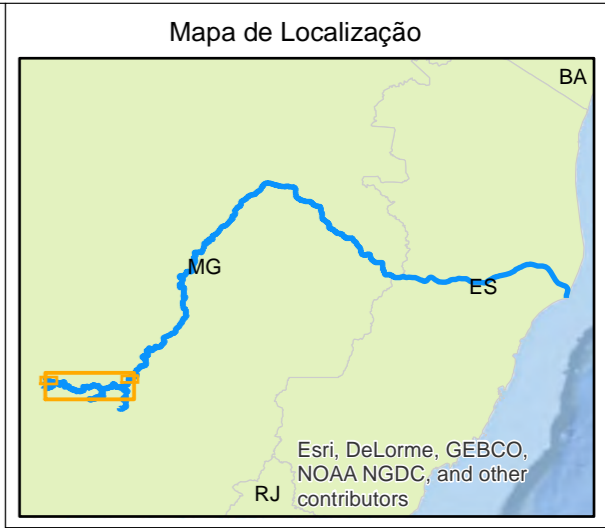 Mapa de Localização
BA
MG
ES
Esri, DeLorme, GEBCO,
NOAA NGDC, and other
contributors
RJ